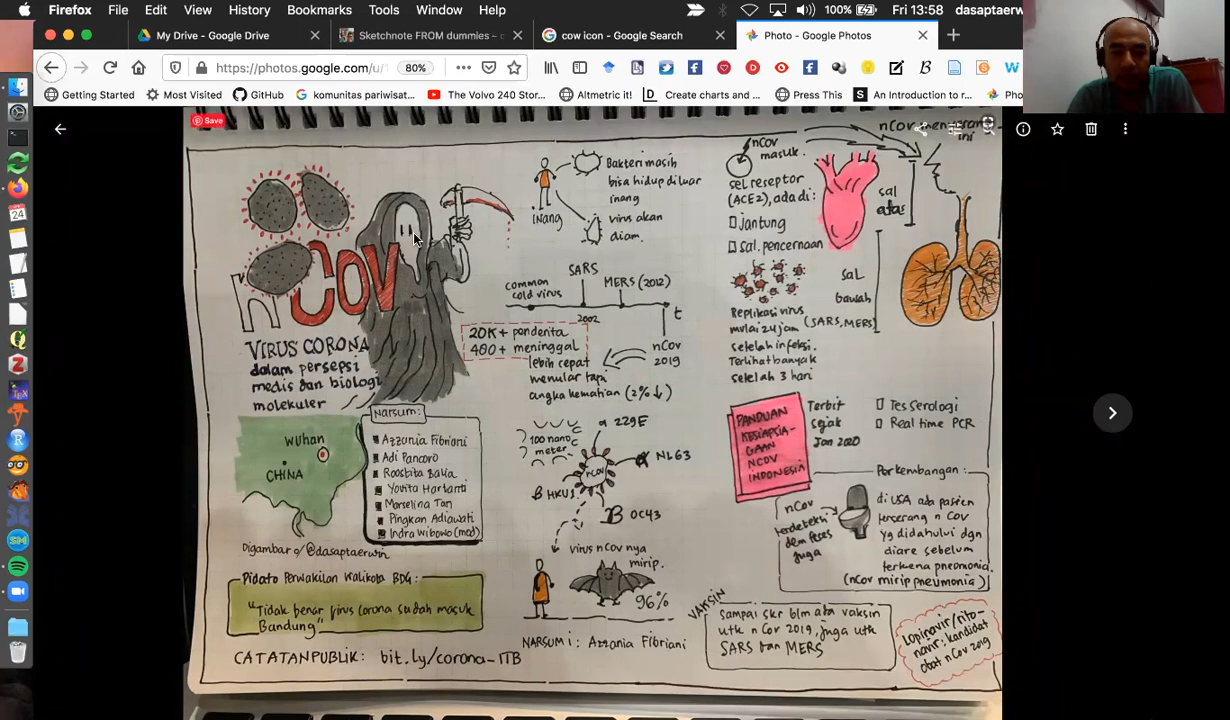 Firefox File Edit View History Bookmarks Tools Window Help
100% Fri 13:58 dasaptaerw
My Drive - Google Drive
Sketchnote FROM dummies ~
cow icon - Google Search
Photo - Google Photos
https://photos.google.com/u/
80%
Getting Started
Most Visited
GitHub
komunitas pariwisat...
The Volvo 240 Stor...
Altmetric it!
Create charts and ...
Press This
An Introduction to r...
Pho
24
Save
nCoV
VIRUS CORONA
dalam persepsi
medis dan biologi
molekuler
wuhan
CHINA
Narsum:
Azzania Fibriani
Adi Pancoro
Yovita Hartanti
Marselina Tan
Pingkan Adiawati
Indra Wibowo (mod)
Digambar o/ @dasaptaerwin
Pidato Perwakilan Walikota BDG:
"Tidak benar virus corona sudah masuk
Bandung"
CATATAN PUBLIK: bit.ly/corona_ITB
INANG
Bakteri masih
bisa hidup diluar
inang
virus akan
diam.
common
cold virus
SARS
2002
MERS (2012)
t
nCov
2019
20K+ penderita
400+ meninggal
lebih cepat
menular tapi
angka kematian (2%↓)
100 nano
meter
α 229E
α NL63
nCov
β HKU1
β OC43
virus nCov nya
mirip.
96%
NARSUM 1: Azzania Fibriani
nCov
masuk.
sel reseptor
(ACE2), ada di:
Jantung
Sal. pencernaan
Replikasi virus
mulai 24 jam
setelah infeksi.
Terlihat banyak
setelah 3 hari
ini
sal
atas
sal
bawah
(SARS, MERS)
PANDUAN
KESIAPSIA-
GAAN
NCOV
INDONESIA
Terbit
sejak
Jan 2020
Tes Serologi
Real time PCR
Perkembangan:
nCov
terdeteksi
dlm feses
juga
di USA ada pasien
terserang nCov
yg didahului dgn
diare sebelum
terkena pneumonia.
(nCov mirip pneumonia)
VAKSIN
sampai skr blm ada vaksin
utk nCov 2019, juga utk
SARS dan MERS
Lopinavir/rito-
navir: kandidat
obat nCov 2019